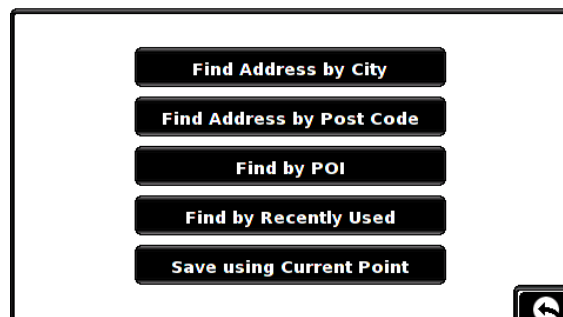 Find Address by City
Find Address by Post Code
Find by POI
Find by Recently Used
Save using Current Point